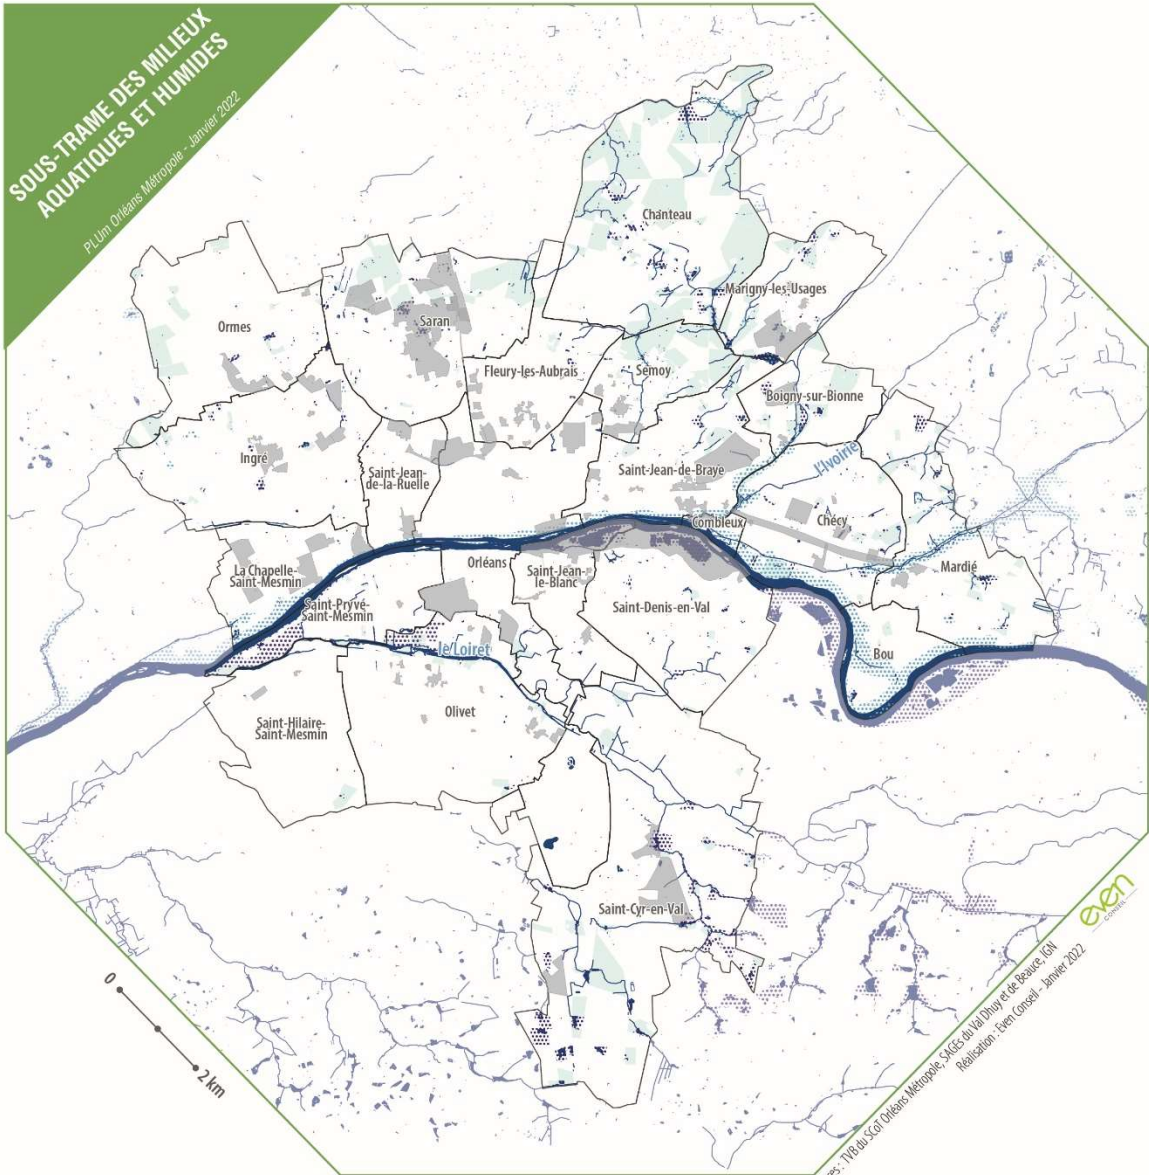 SOUS-TRAME DES MILIEUX
AQUATIQUES ET HUMIDES
PLUm Orléans Métropole - Janvier 2022
Chanteau
Marigny-les-Usages
Ormes
Saran
Fleury-les-Aubrais
Semoy
Boigny-sur-Bionne
Ingré
Saint-Jean-
de-la-Ruelle
Saint-Jean-de-Braye
l'Ivoirie
Chécy
Combleux
La Chapelle-
Saint-Mesmin
Orléans
Saint-Jean-
le-Blanc
Mardié
Saint-Pryvé-
Saint-Mesmin
Saint-Denis-en-Val
le Loiret
Bou
Saint-Hilaire-
Saint-Mesmin
Olivet
Saint-Cyr-en-Val
0
2 km
even
CONSEIL
es : TVB du SCoT Orléans Métropole, SAGEs du Val Dhuy et de Beauce, IGN
Réalisation : Even Conseil - Janvier 2022